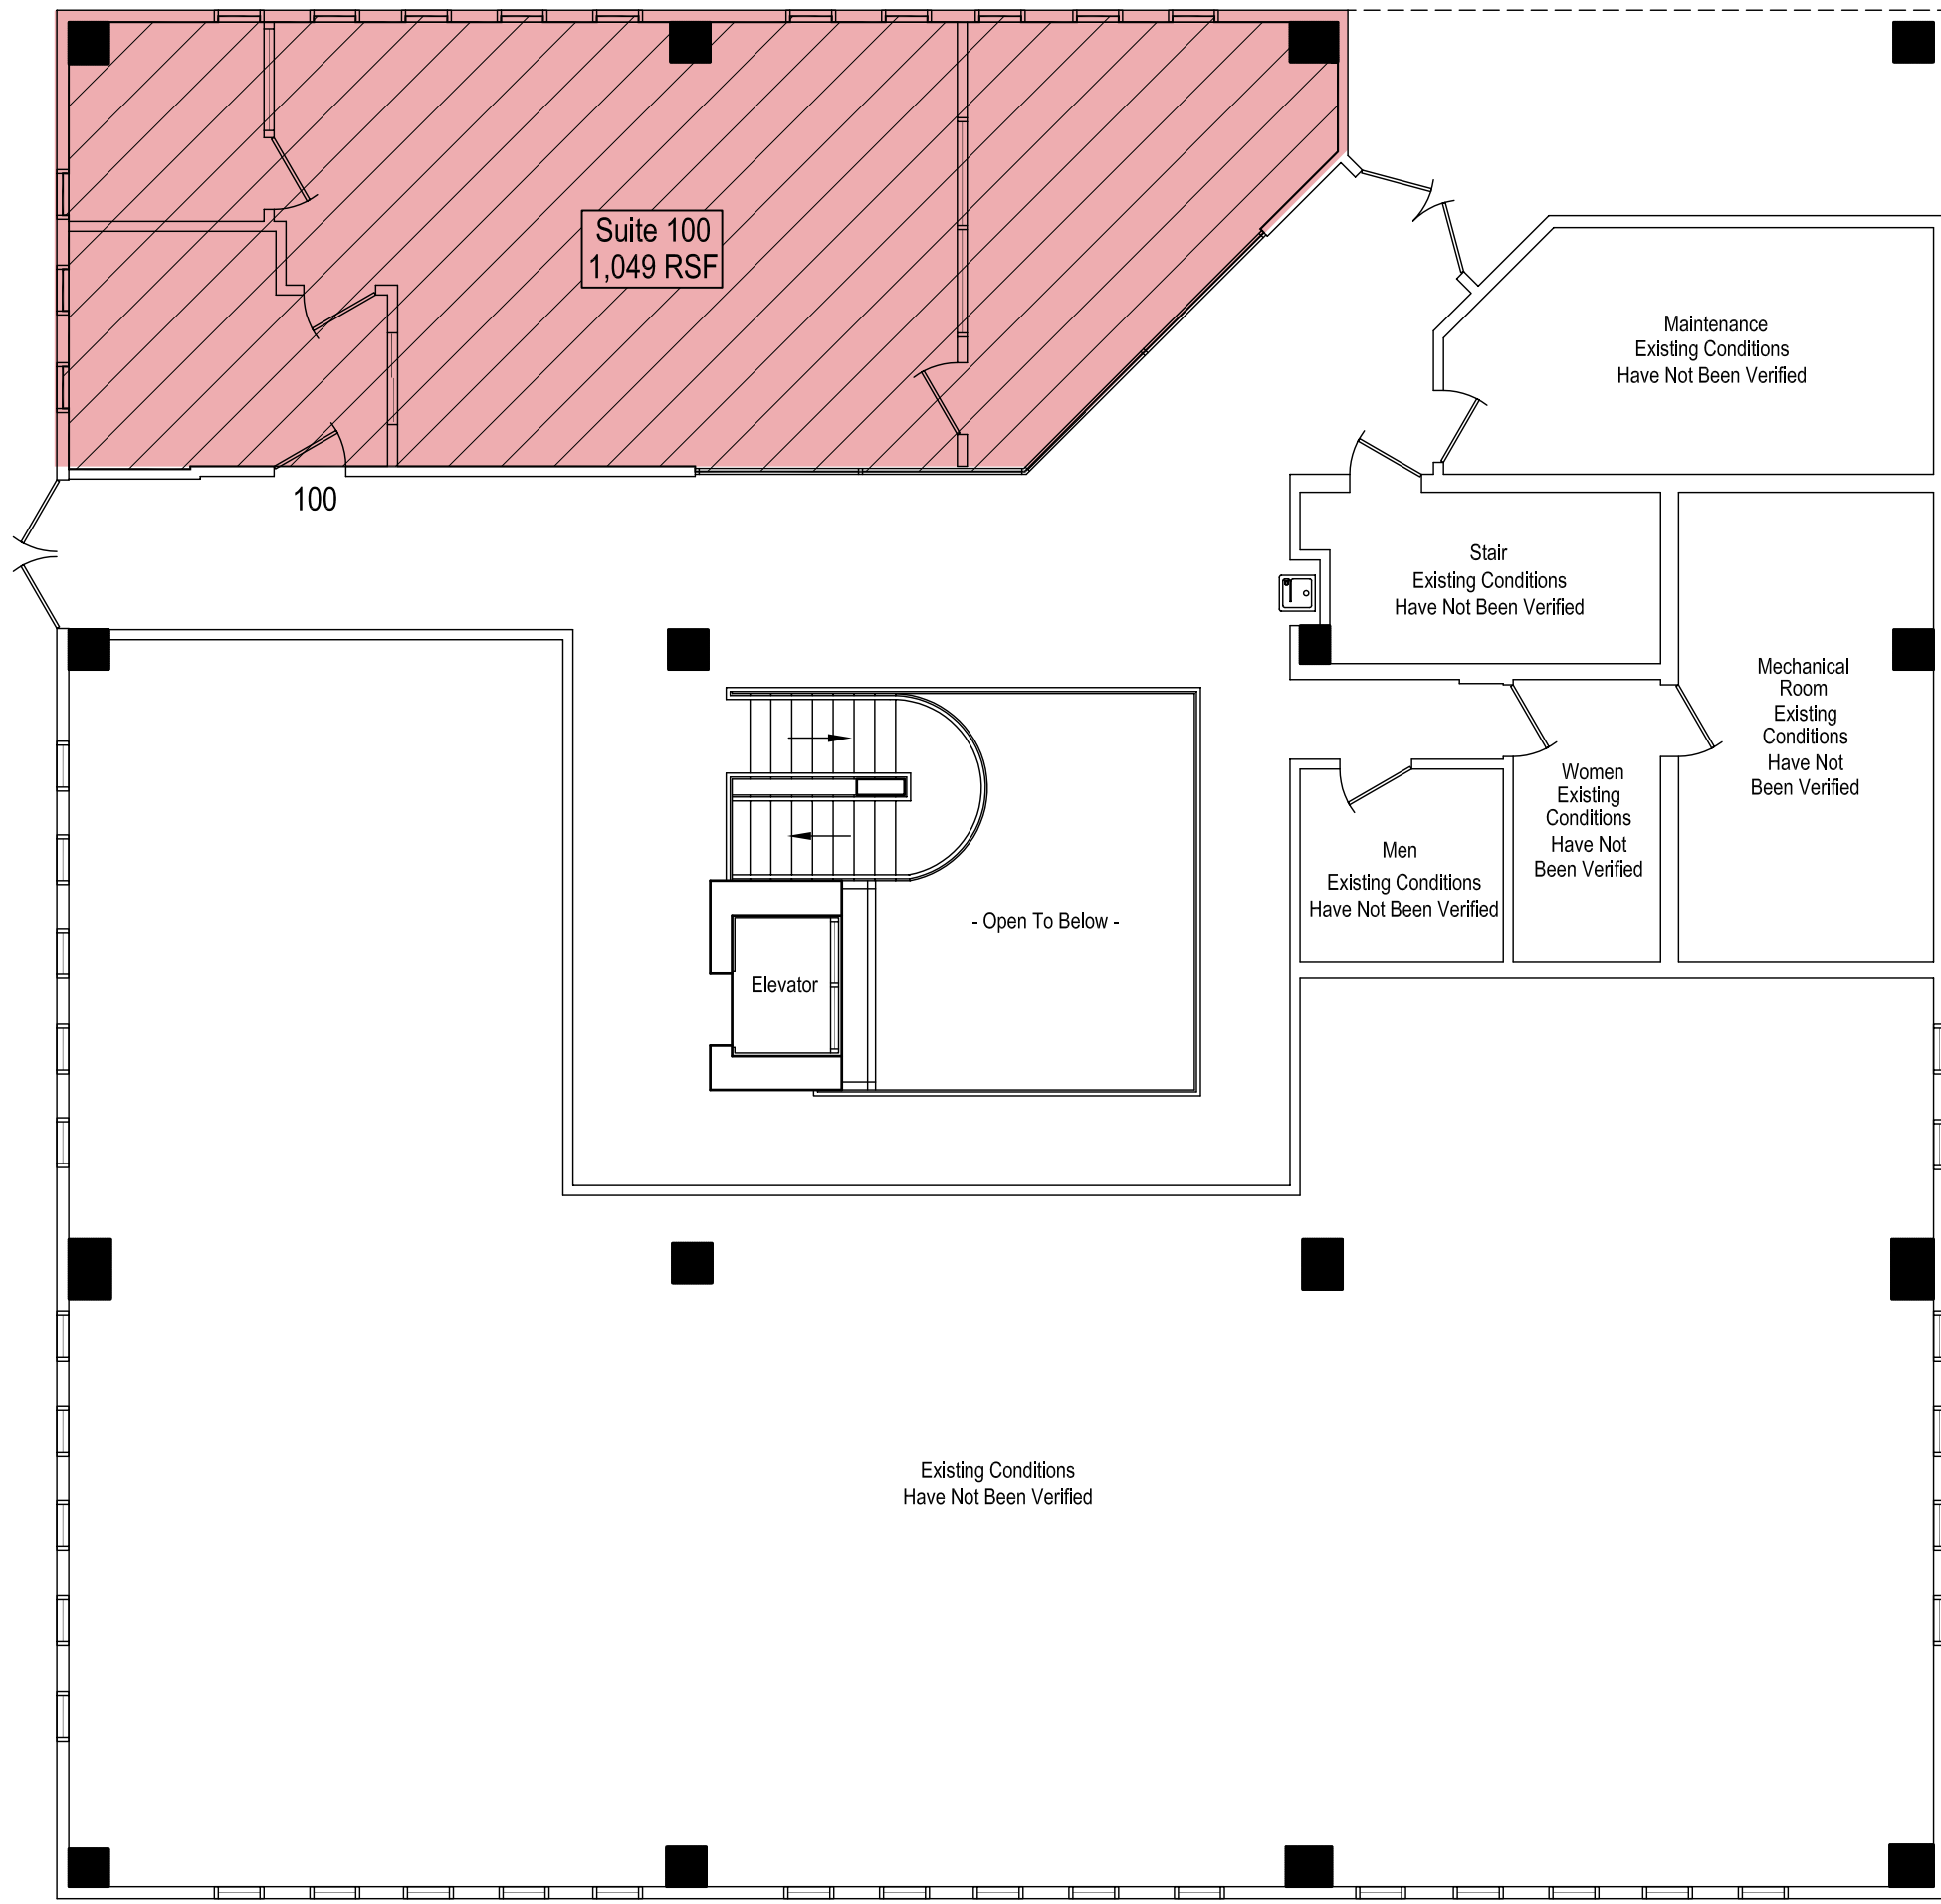 Suite 100
1,049 RSF
Maintenance
Existing Conditions
Have Not Been Verified
100
Stair
Existing Conditions
Have Not Been Verified
Mechanical
Room
Existing
Conditions
Have Not
Been Verified
Women
Existing
Conditions
Have Not
Been Verified
Men
Existing Conditions
Have Not Been Verified
- Open To Below -
Elevator
Existing Conditions
Have Not Been Verified